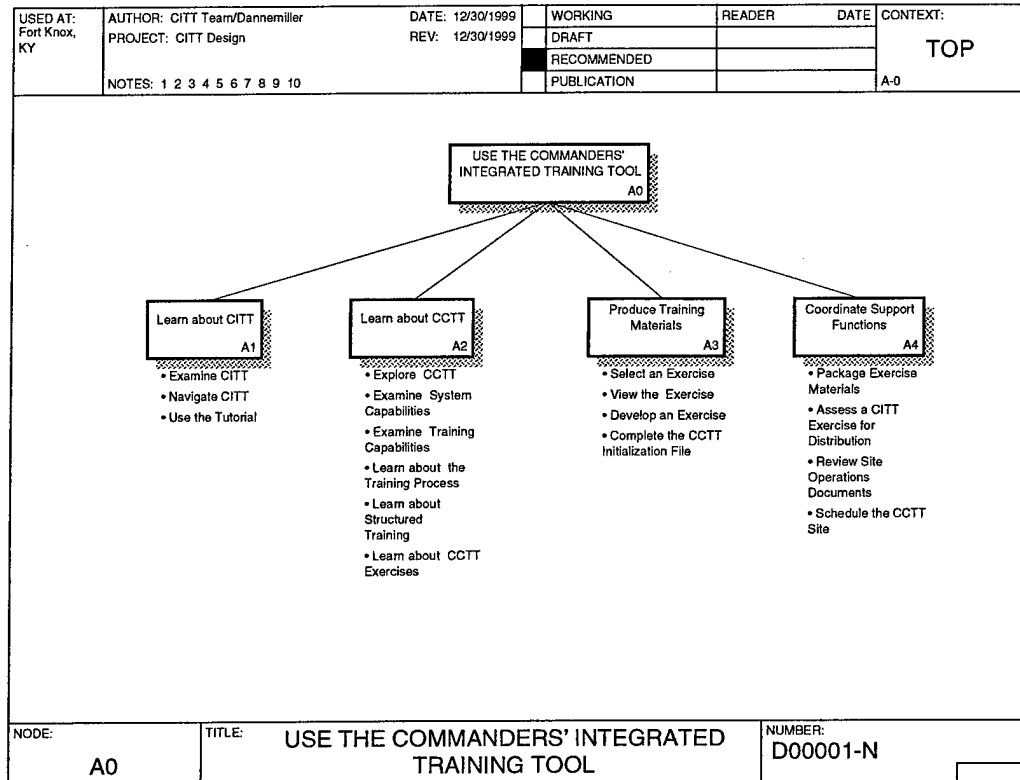 USED AT:
Fort Knox,
KY
AUTHOR: CITT Team/Dannemiller
DATE: 12/30/1999
PROJECT: CITT Design
REV: 12/30/1999
NOTES: 1 2 3 4 5 6 7 8 9 10
WORKING
DRAFT
RECOMMENDED
PUBLICATION
READER DATE
CONTEXT:
TOP
A-0
USE THE COMMANDERS'
INTEGRATED TRAINING TOOL
A0
Learn about CITT
A1
• Examine CITT
• Navigate CITT
• Use the Tutorial
Learn about CCTT
A2
• Explore CCTT
• Examine System
Capabilities
• Examine Training
Capabilities
• Learn about the
Training Process
• Learn about
Structured
Training
• Learn about CCTT
Exercises
Produce Training
Materials
A3
• Select an Exercise
• View the Exercise
• Develop an Exercise
• Complete the CCTT
Initialization File
Coordinate Support
Functions
A4
• Package Exercise
Materials
• Assess a CITT
Exercise for
Distribution
• Review Site
Operations
Documents
• Schedule the CCTT
Site
NODE:
A0
TITLE:
USE THE COMMANDERS' INTEGRATED
TRAINING TOOL
NUMBER:
D00001-N